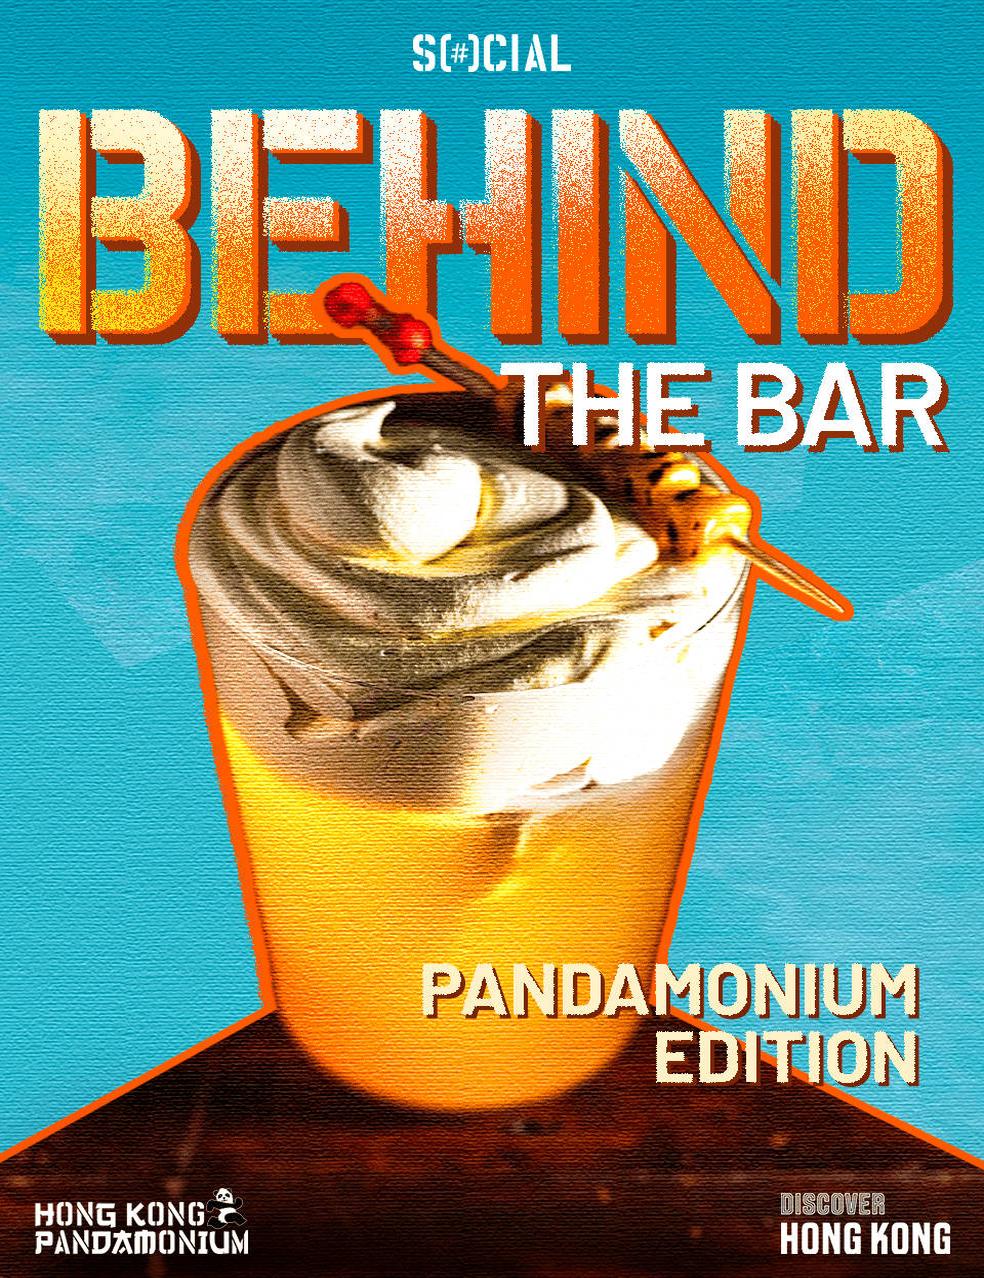 S(#)CIAL
BEHIND
THE BAR
PANDAMONIUM
EDITION
HONG KONG
PANDAMONIUM
DISCOVER
HONG KONG